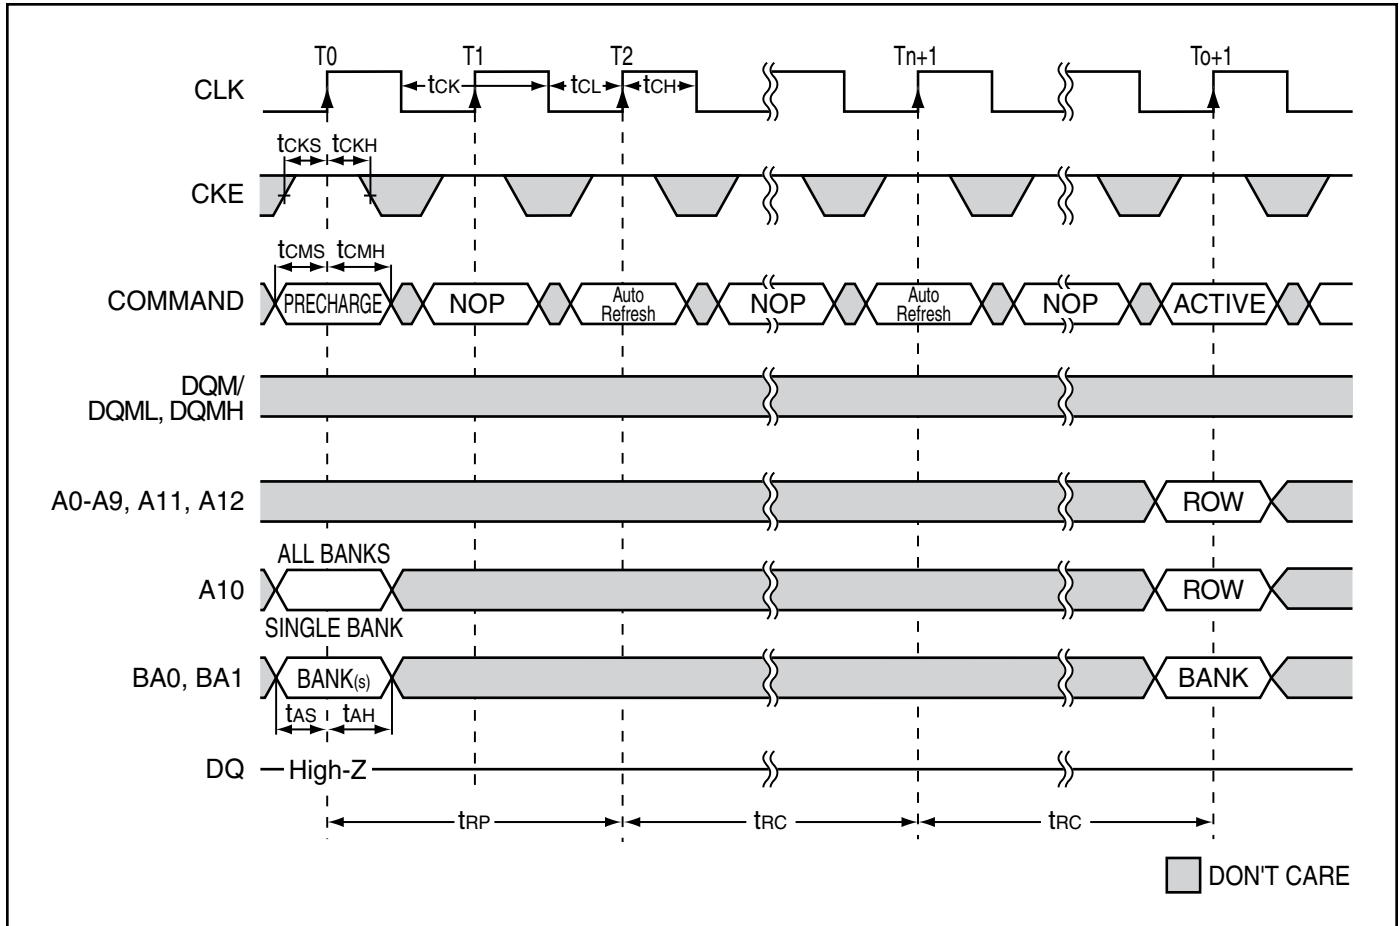 T0 T1 T2 Tn+1 To+1
CLK tCK tCL tCH
tCKS tCKH
CKE
tCMS tCMH
COMMAND PRECHARGE NOP Auto Refresh NOP Auto Refresh NOP ACTIVE
DQM/
DQML, DQMH
A0-A9, A11, A12 ROW
ALL BANKS
A10 ROW
SINGLE BANK
BA0, BA1 BANK(s) BANK
tAS tAH
DQ High-Z
tRP tRC tRC
DON'T CARE